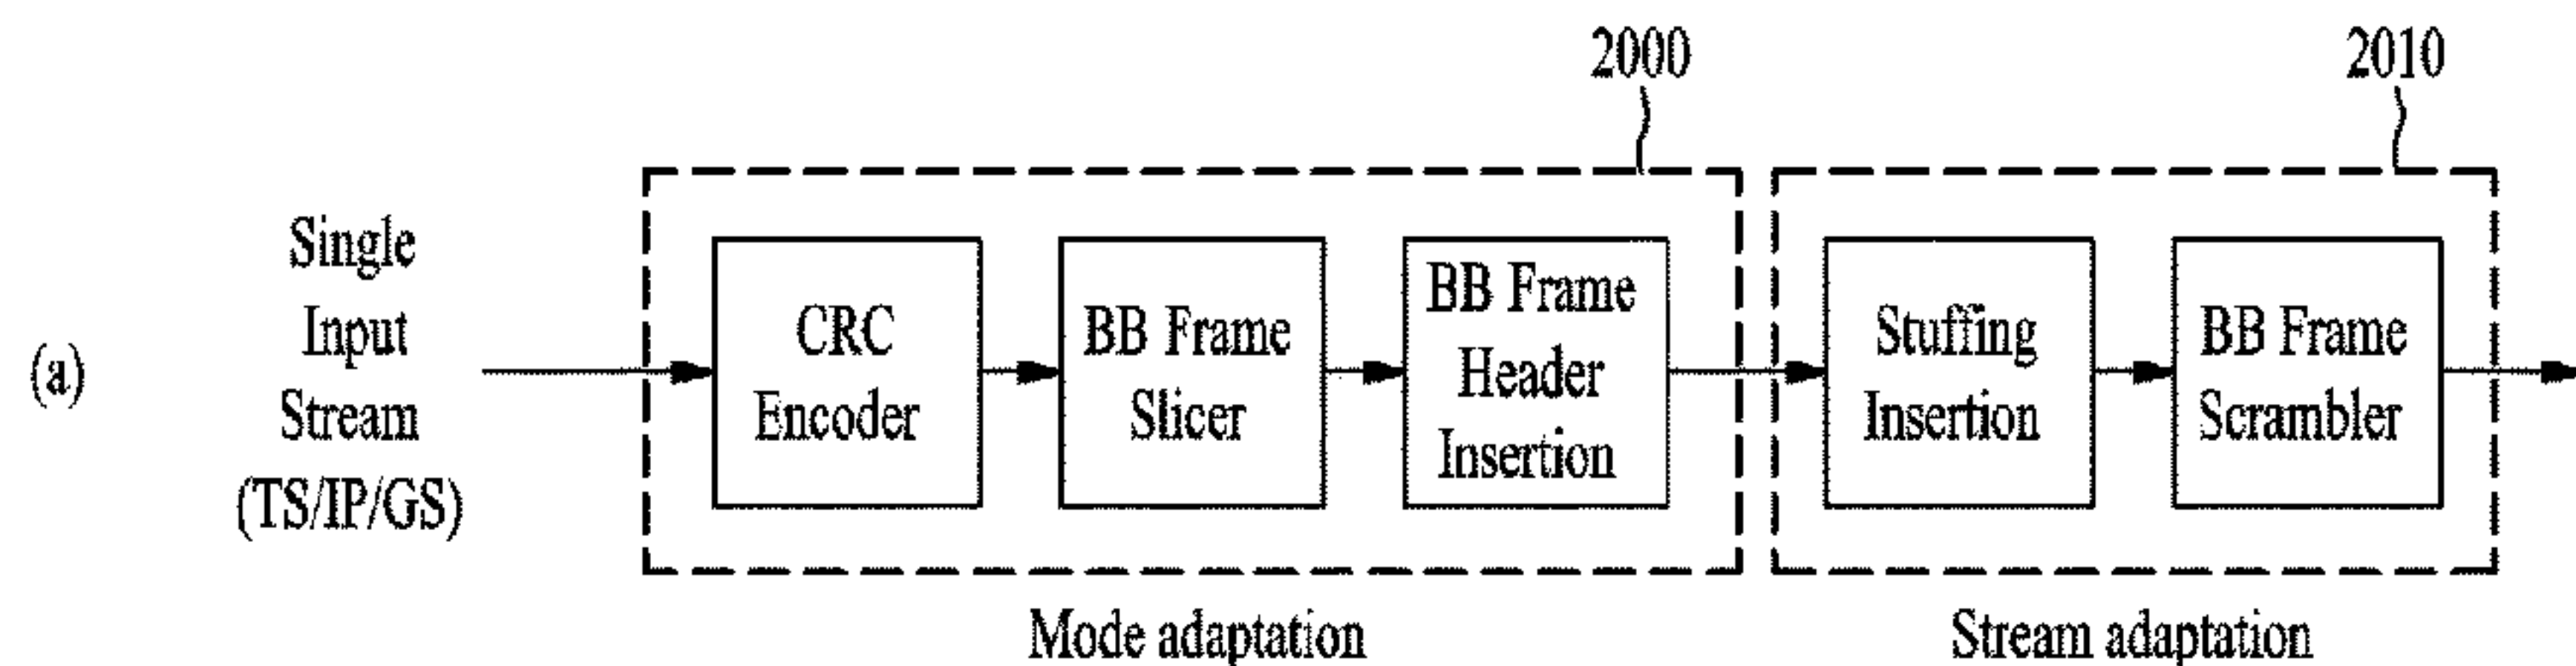 2000
2010
(a)
Single
Input
Stream
(TS/IP/GS)
CRC
Encoder
BB Frame
Slicer
BB Frame
Header
Insertion
Stuffing
Insertion
BB Frame
Scrambler
Mode adaptation
Stream adaptation